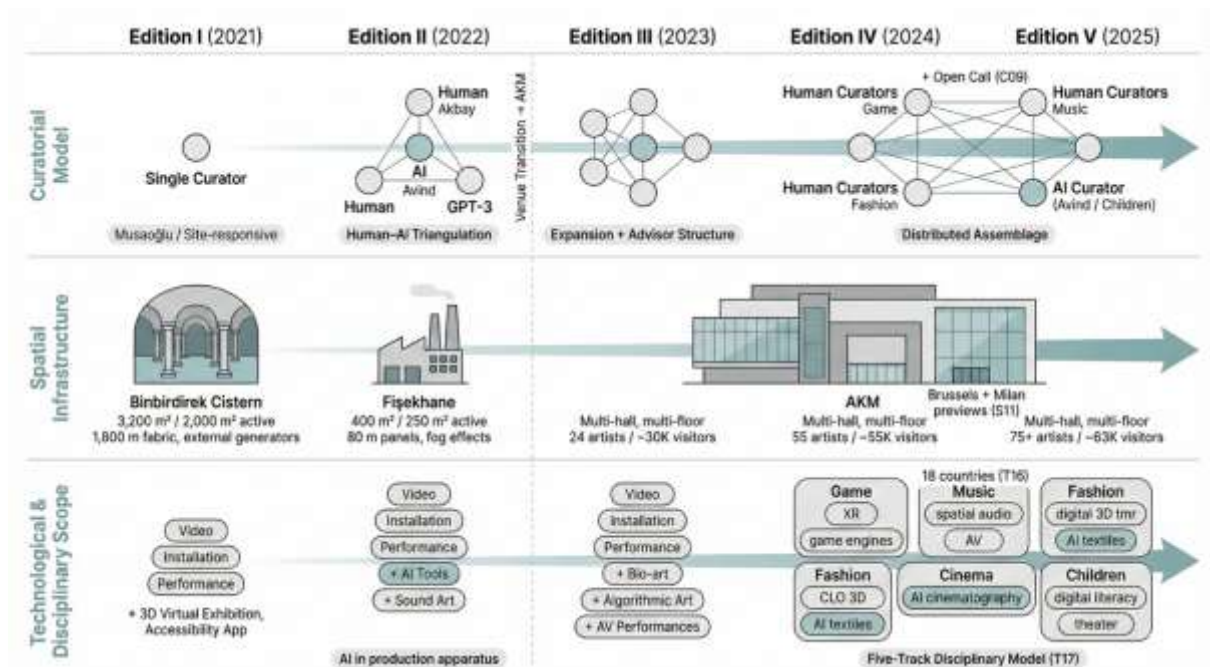 Edition I (2021)
Edition II (2022)
Edition III (2023)
Edition IV (2024)
Edition V (2025)
Curatorial
Model
Single Curator
Musaoğlu / Site-responsive
Human
Akbay
AI
Avind
Human
GPT-3
Human–AI Triangulation
Venue Transition → AKM
Expansion + Advisor Structure
+ Open Call (C09)
Human Curators
Game
Human Curators
Music
Human Curators
Fashion
AI Curator
(Avind / Children)
Distributed Assemblage
Spatial
Infrastructure
Binbirdirek Cistern
3,200 m² / 2,000 m² active
1,800 m fabric, external generators
Fişekhane
400 m² / 250 m² active
80 m panels, fog effects
Multi-hall, multi-floor
24 artists / ~30K visitors
AKM
Multi-hall, multi-floor
55 artists / ~55K visitors
Brussels + Milan
previews (S11)
Multi-hall, multi-floor
75+ artists / ~63K visitors
Technological &
Disciplinary Scope
Video
Installation
Performance
+ 3D Virtual Exhibition,
Accessibility App
Video
Installation
Performance
+ AI Tools
+ Sound Art
AI in production apparatus
Video
Installation
Performance
+ Bio-art
+ Algorithmic Art
+ AV Performances
18 countries (T16)
Game
XR
game engines
Music
spatial audio
AV
Fashion
digital 3D tmr
AI textiles
Fashion
CLO 3D
AI textiles
Cinema
AI cinematography
Children
digital literacy
theater
Five-Track Disciplinary Model (T17)